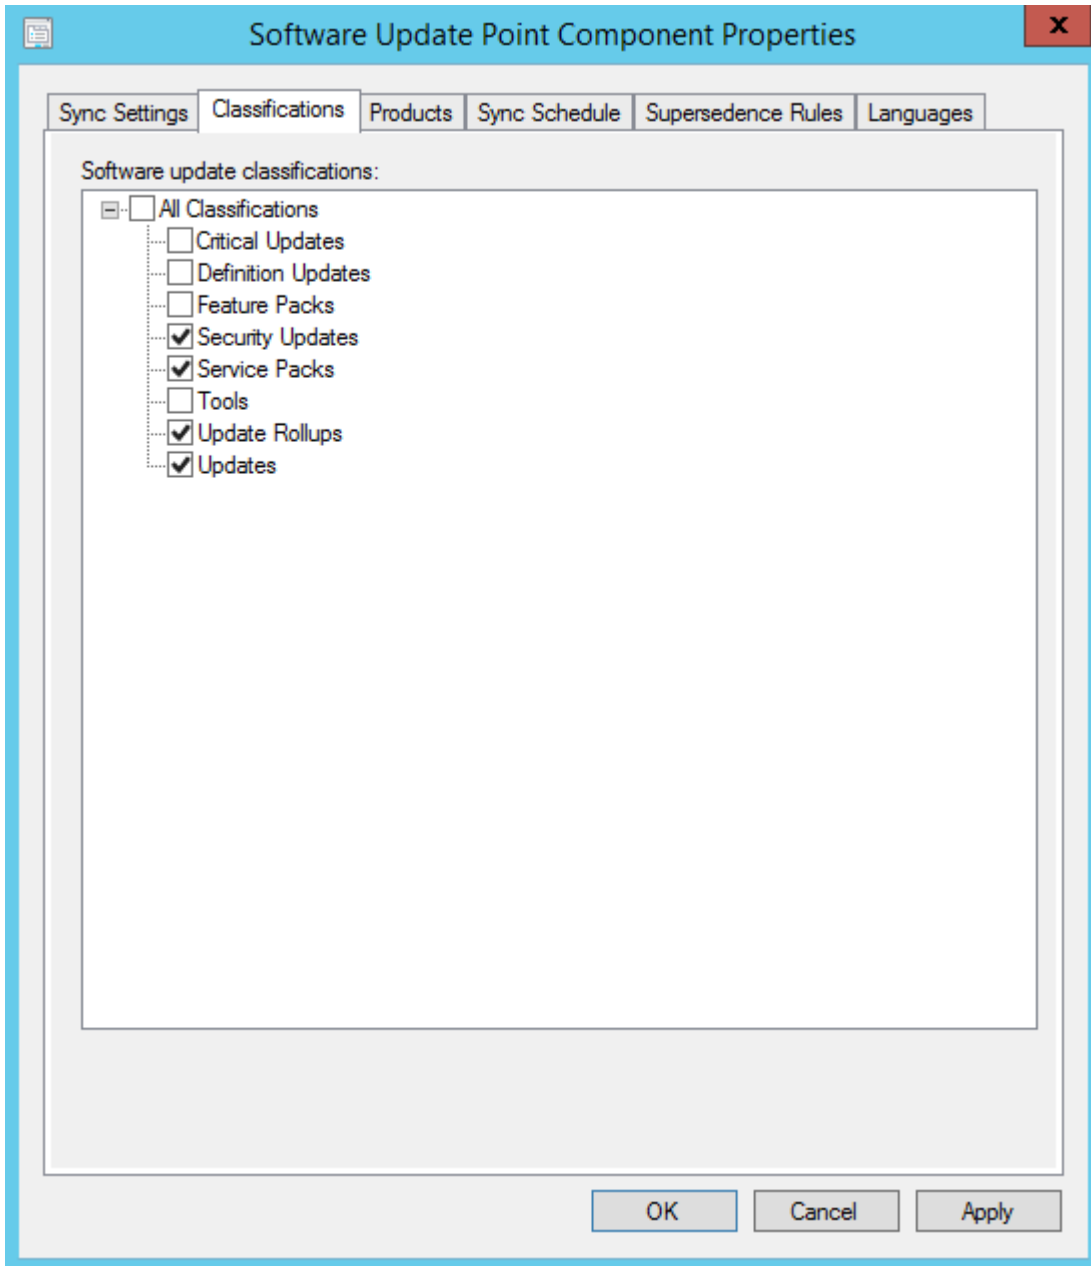 Software Update Point Component Properties
x
Sync Settings Classifications Products Sync Schedule Supersedence Rules Languages
Software update classifications:
All Classifications
Critical Updates
Definition Updates
Feature Packs
Security Updates
Service Packs
Tools
Update Rollups
Updates
OK Cancel Apply